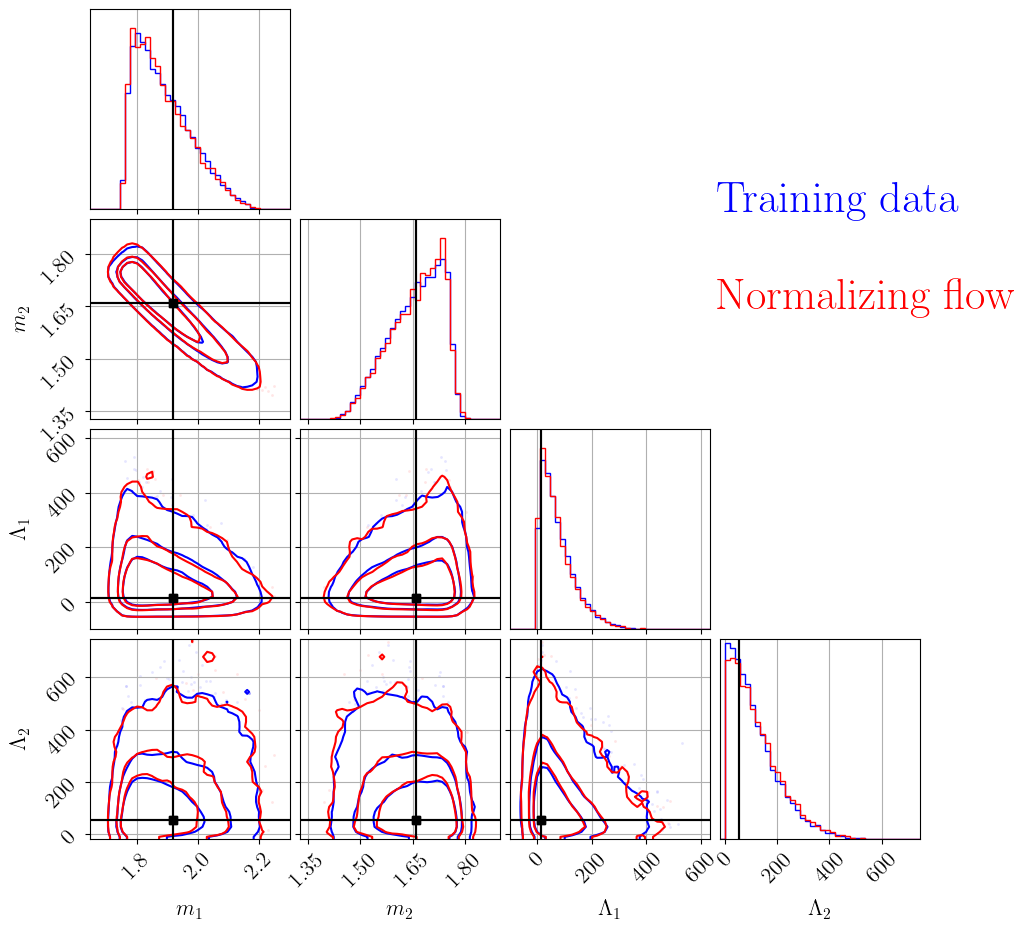 Training data
Normalizing flow
m₂
1.80
1.65
1.50
1.35
Λ₁
600
400
200
0
Λ₂
600
400
200
0
1.8 2.0 2.2
1.35 1.50 1.65 1.80
0 200 400 600
0 200 400 600
m₁ m₂ Λ₁ Λ₂